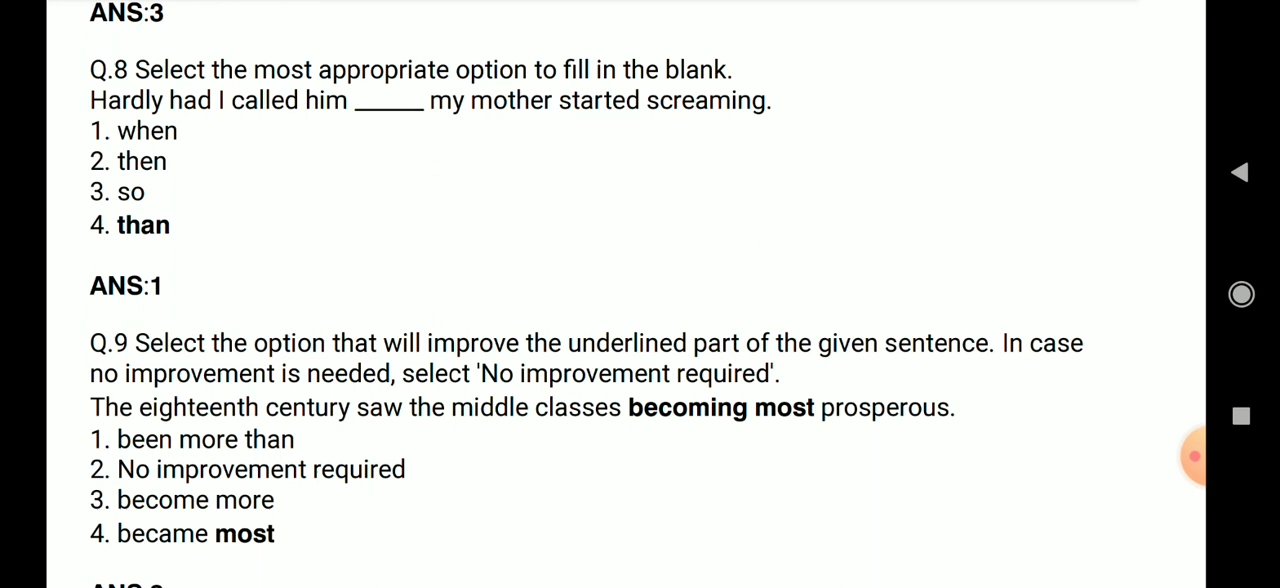 ANS:3
Q.8 Select the most appropriate option to fill in the blank.
Hardly had I called him _____ my mother started screaming.
1. when
2. then
3. so
4. than
ANS:1
Q.9 Select the option that will improve the underlined part of the given sentence. In case
no improvement is needed, select 'No improvement required'.
The eighteenth century saw the middle classes becoming most prosperous.
1. been more than
2. No improvement required
3. become more
4. became most